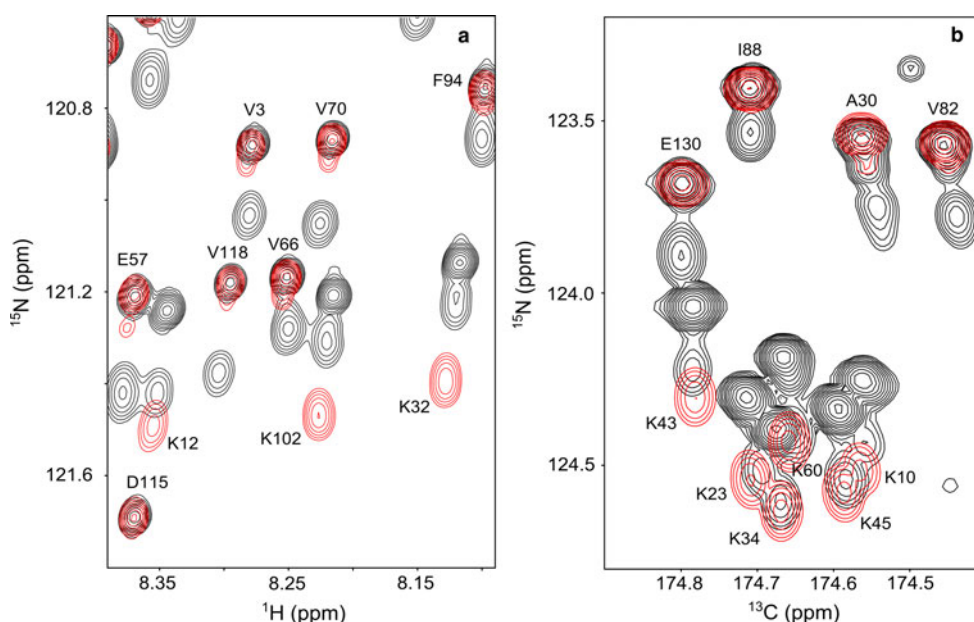 a
F94
V3
V70
120.8
E57
V118
V66
121.2
K12
K102
K32
121.6
D115
8.35
8.25
8.15
¹H (ppm)
¹⁵N (ppm)
b
I88
A30
V82
123.5
E130
124.0
K43
K60
124.5
K23
K10
K34
K45
174.8
174.7
174.6
174.5
¹³C (ppm)
¹⁵N (ppm)